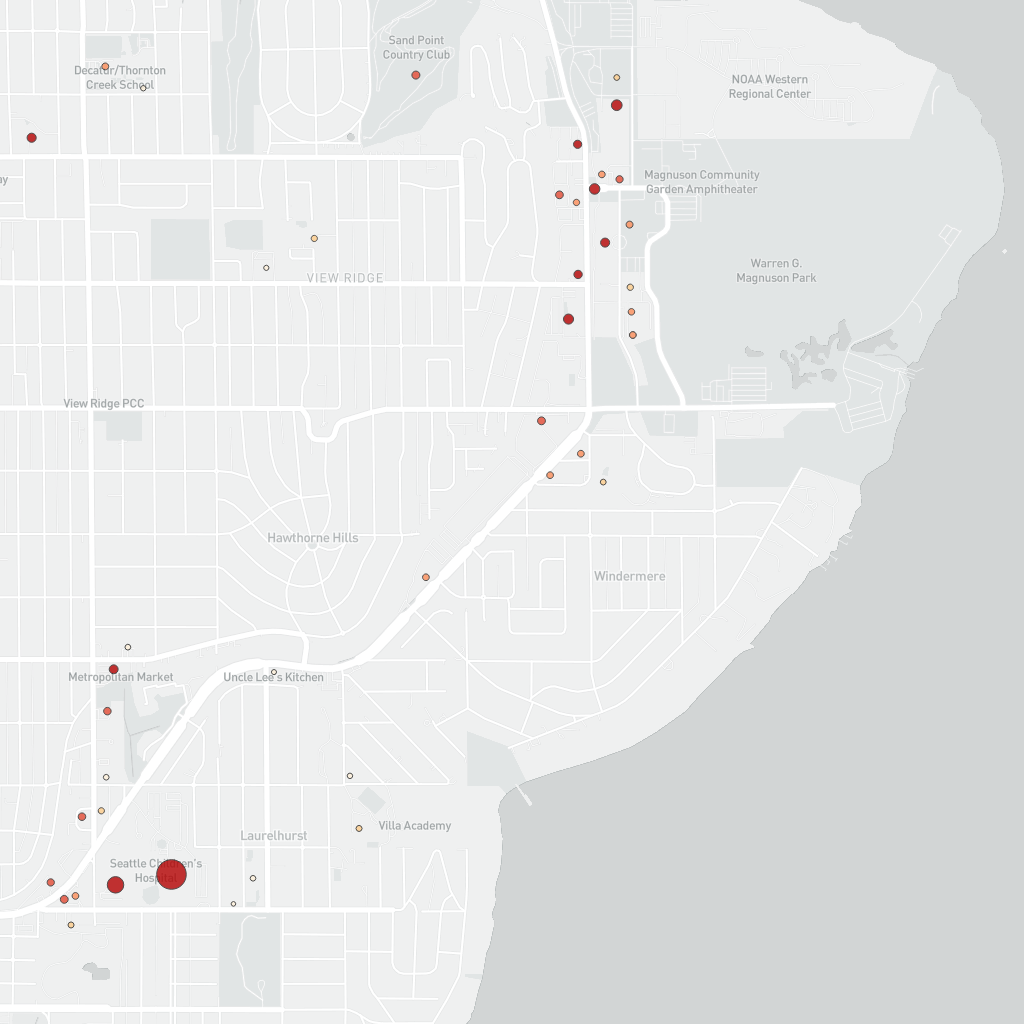 Sand Point
Country Club
Decatur/Thornton
Creek School
NOAA Western
Regional Center
ay
Magnuson Community
Garden Amphitheater
Warren G.
Magnuson Park
VIEW RIDGE
View Ridge PCC
Hawthorne Hills
Windermere
Metropolitan Market
Uncle Lee's Kitchen
Villa Academy
Laurelhurst
Seattle Children's
Hospital